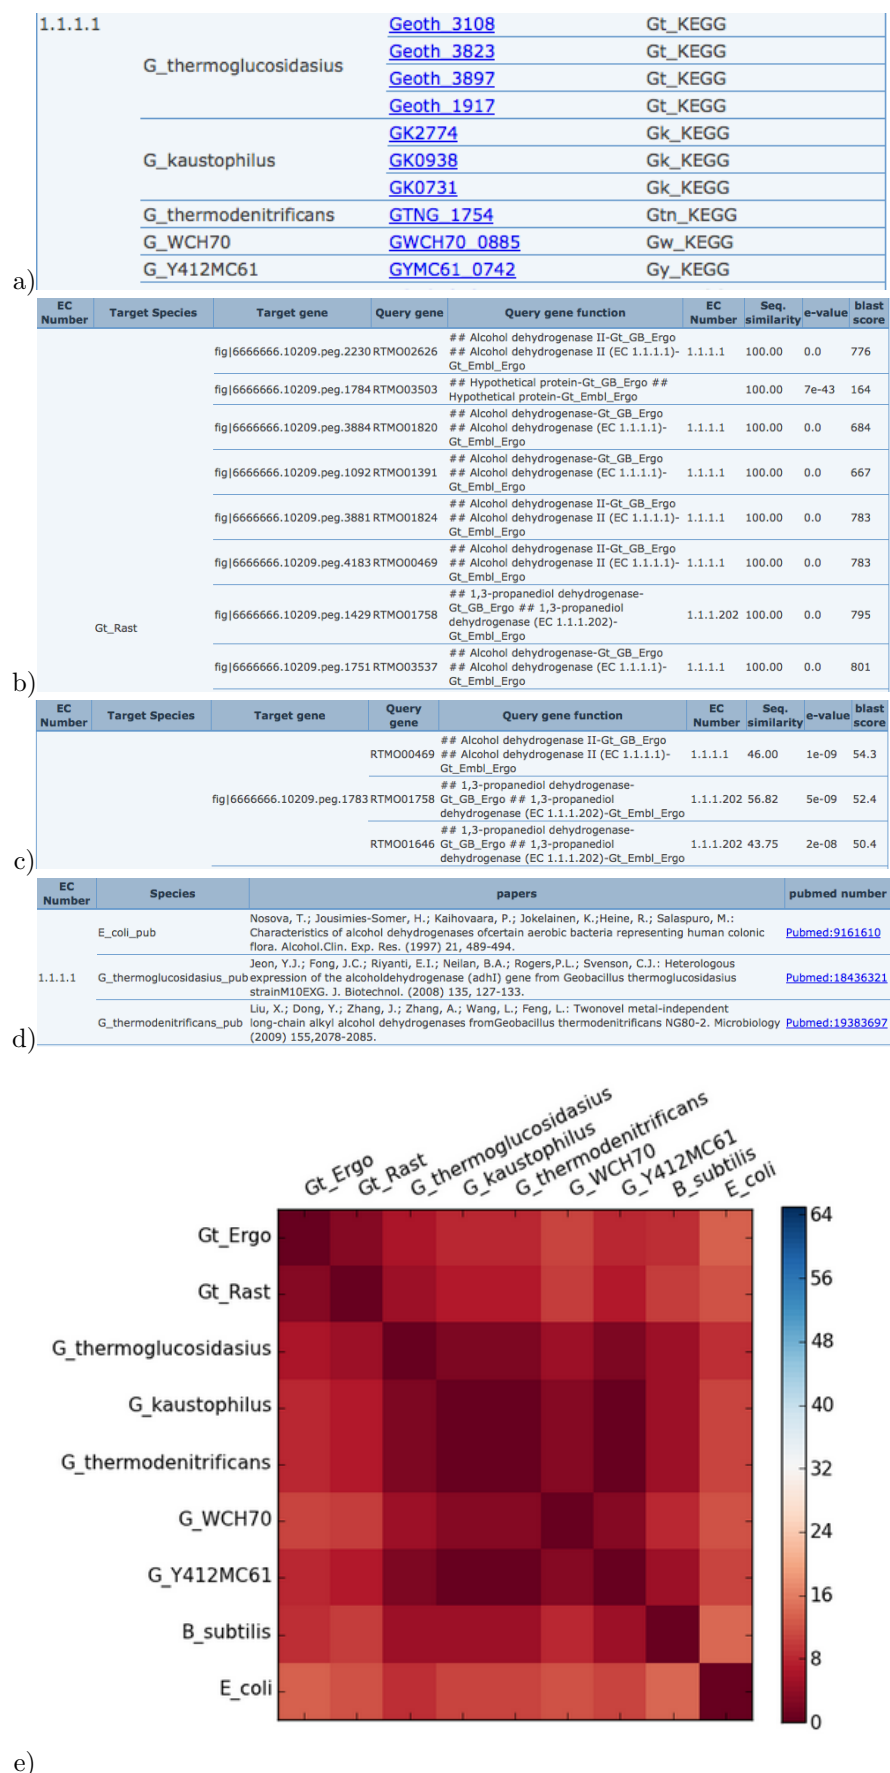 1.1.1.1
G_thermoglucosidasius
Geoth_3108 Gt_KEGG
Geoth_3823 Gt_KEGG
Geoth_3897 Gt_KEGG
Geoth_1917 Gt_KEGG
G_kaustophilus
GK2774 Gk_KEGG
GK0938 Gk_KEGG
GK0731 Gk_KEGG
G_thermodenitrificans GTNG_1754 Gtn_KEGG
G_WCH70 GWCH70_0885 Gw_KEGG
G_Y412MC61 GYMC61_0742 Gy_KEGG
a)
EC Number Target Species Target gene Query gene Query gene function EC Number Seq. similarity e-value blast score
Gt_Rast
## Alcohol dehydrogenase II-Gt_GB_Ergo
fig|6666666.10209.peg.2230 RTMO02626 ## Alcohol dehydrogenase II (EC 1.1.1.1)- 1.1.1.1 100.00 0.0 776
Gt_Embl_Ergo
## Hypothetical protein-Gt_GB_Ergo ##
fig|6666666.10209.peg.1784 RTMO03503 Hypothetical protein-Gt_Embl_Ergo 100.00 7e-43 164
## Alcohol dehydrogenase-Gt_GB_Ergo
fig|6666666.10209.peg.3884 RTMO01820 ## Alcohol dehydrogenase (EC 1.1.1.1)- 1.1.1.1 100.00 0.0 684
Gt_Embl_Ergo
## Alcohol dehydrogenase-Gt_GB_Ergo
fig|6666666.10209.peg.1092 RTMO01391 ## Alcohol dehydrogenase (EC 1.1.1.1)- 1.1.1.1 100.00 0.0 667
Gt_Embl_Ergo
## Alcohol dehydrogenase II-Gt_GB_Ergo
fig|6666666.10209.peg.3881 RTMO01824 ## Alcohol dehydrogenase II (EC 1.1.1.1)- 1.1.1.1 100.00 0.0 783
Gt_Embl_Ergo
## Alcohol dehydrogenase II-Gt_GB_Ergo
fig|6666666.10209.peg.4183 RTMO00469 ## Alcohol dehydrogenase II (EC 1.1.1.1)- 1.1.1.1 100.00 0.0 783
Gt_Embl_Ergo
## 1,3-propanediol dehydrogenase-
Gt_GB_Ergo ## 1,3-propanediol
fig|6666666.10209.peg.1429 RTMO01758 dehydrogenase (EC 1.1.1.202)- 1.1.1.202 100.00 0.0 795
Gt_Embl_Ergo
## Alcohol dehydrogenase-Gt_GB_Ergo
fig|6666666.10209.peg.1751 RTMO03537 ## Alcohol dehydrogenase (EC 1.1.1.1)- 1.1.1.1 100.00 0.0 801
Gt_Embl_Ergo
b)
EC Number Target Species Target gene Query gene Query gene function EC Number Seq. similarity e-value blast score
fig|6666666.10209.peg.1783
## Alcohol dehydrogenase II-Gt_GB_Ergo
RTMO00469 ## Alcohol dehydrogenase II (EC 1.1.1.1)- 1.1.1.1 46.00 1e-09 54.3
Gt_Embl_Ergo
## 1,3-propanediol dehydrogenase-
RTMO01758 Gt_GB_Ergo ## 1,3-propanediol 1.1.1.202 56.82 5e-09 52.4
dehydrogenase (EC 1.1.1.202)-Gt_Embl_Ergo
## 1,3-propanediol dehydrogenase-
RTMO01646 Gt_GB_Ergo ## 1,3-propanediol 1.1.1.202 43.75 2e-08 50.4
dehydrogenase (EC 1.1.1.202)-Gt_Embl_Ergo
c)
EC Number Species papers pubmed number
1.1.1.1
E_coli_pub
Nosova, T.; Jousimies-Somer, H.; Kaihovaara, P.; Jokelainen, K.;Heine, R.; Salaspuro, M.:
Characteristics of alcohol dehydrogenases ofcertain aerobic bacteria representing human colonic
flora. Alcohol.Clin. Exp. Res. (1997) 21, 489-494.
Pubmed:9161610
G_thermoglucosidasius_pub
Jeon, Y.J.; Fong, J.C.; Riyanti, E.I.; Neilan, B.A.; Rogers,P.L.; Svenson, C.J.: Heterologous
expression of the alcoholdehydrogenase (adhI) gene from Geobacillus thermoglucosidasius
strainM10EXG. J. Biotechnol. (2008) 135, 127-133.
Pubmed:18436321
G_thermodenitrificans_pub
Liu, X.; Dong, Y.; Zhang, J.; Zhang, A.; Wang, L.; Feng, L.: Twonovel metal-independent
long-chain alkyl alcohol dehydrogenases fromGeobacillus thermodenitrificans NG80-2. Microbiology
(2009) 155,2078-2085.
Pubmed:19383697
d)
Gt_Ergo
Gt_Rast
G_thermoglucosidasius
G_kaustophilus
G_thermodenitrificans
G_WCH70
G_Y412MC61
B_subtilis
E_coli
Gt_Ergo
Gt_Rast
G_thermoglucosidasius
G_kaustophilus
G_thermodenitrificans
G_WCH70
G_Y412MC61
B_subtilis
E_coli
64
56
48
40
32
24
16
8
0
e)